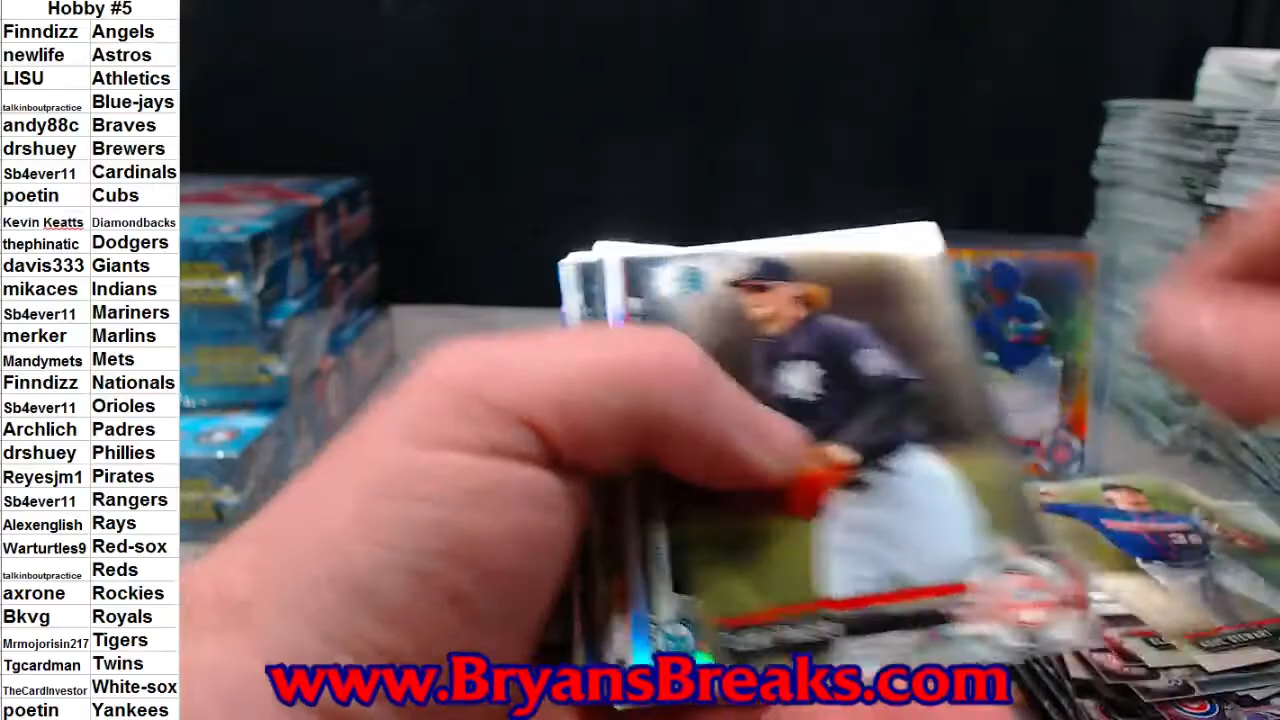 Hobby #5
Finndizz Angels
newlife Astros
LISU Athletics
talkinboutpractice Blue-jays
andy88c Braves
drshuey Brewers
Sb4ever11 Cardinals
poetin Cubs
Kevin Keatts Diamondbacks
thephinatic Dodgers
davis333 Giants
mikaces Indians
Sb4ever11 Mariners
merker Marlins
Mandymets Mets
Finndizz Nationals
Sb4ever11 Orioles
Archlich Padres
drshuey Phillies
Reyesjm1 Pirates
Sb4ever11 Rangers
Alexenglish Rays
Warturtles9 Red-sox
talkinboutpractice Reds
axrone Rockies
Bkvg Royals
Mrmojorisin217 Tigers
Tgcardman Twins
TheCardInvestor White-sox
poetin Yankees
STEWART
www.BryansBreaks.com